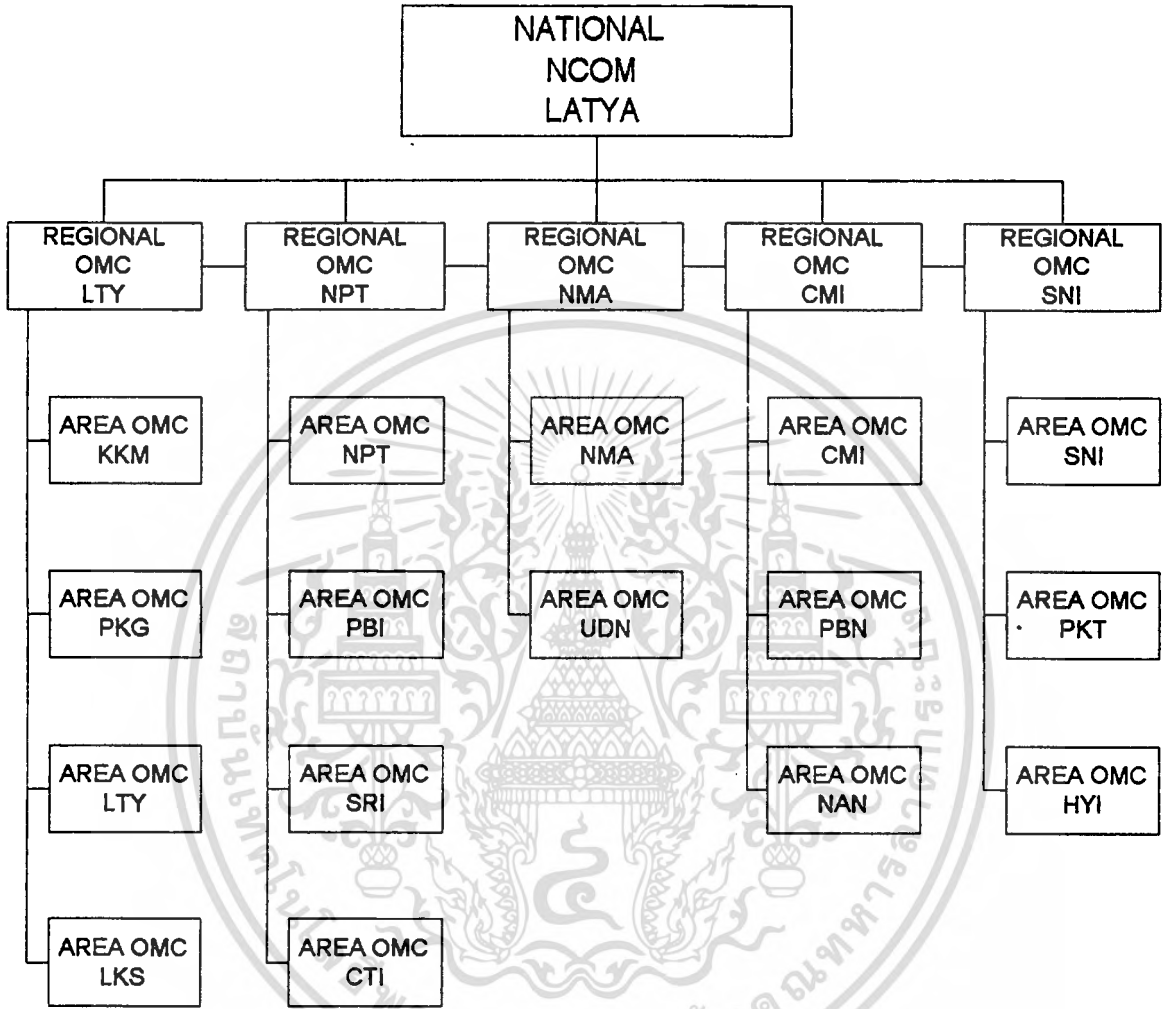 NATIONAL
NCOM
LATYA
REGIONAL
OMC
LTY
REGIONAL
OMC
NPT
REGIONAL
OMC
NMA
REGIONAL
OMC
CMI
REGIONAL
OMC
SNI
AREA OMC
KKM
AREA OMC
NPT
AREA OMC
NMA
AREA OMC
CMI
AREA OMC
SNI
AREA OMC
PKG
AREA OMC
PBI
AREA OMC
UDN
AREA OMC
PBN
AREA OMC
PKT
AREA OMC
LTY
AREA OMC
SRI
AREA OMC
NAN
AREA OMC
HYI
AREA OMC
LKS
AREA OMC
CTI